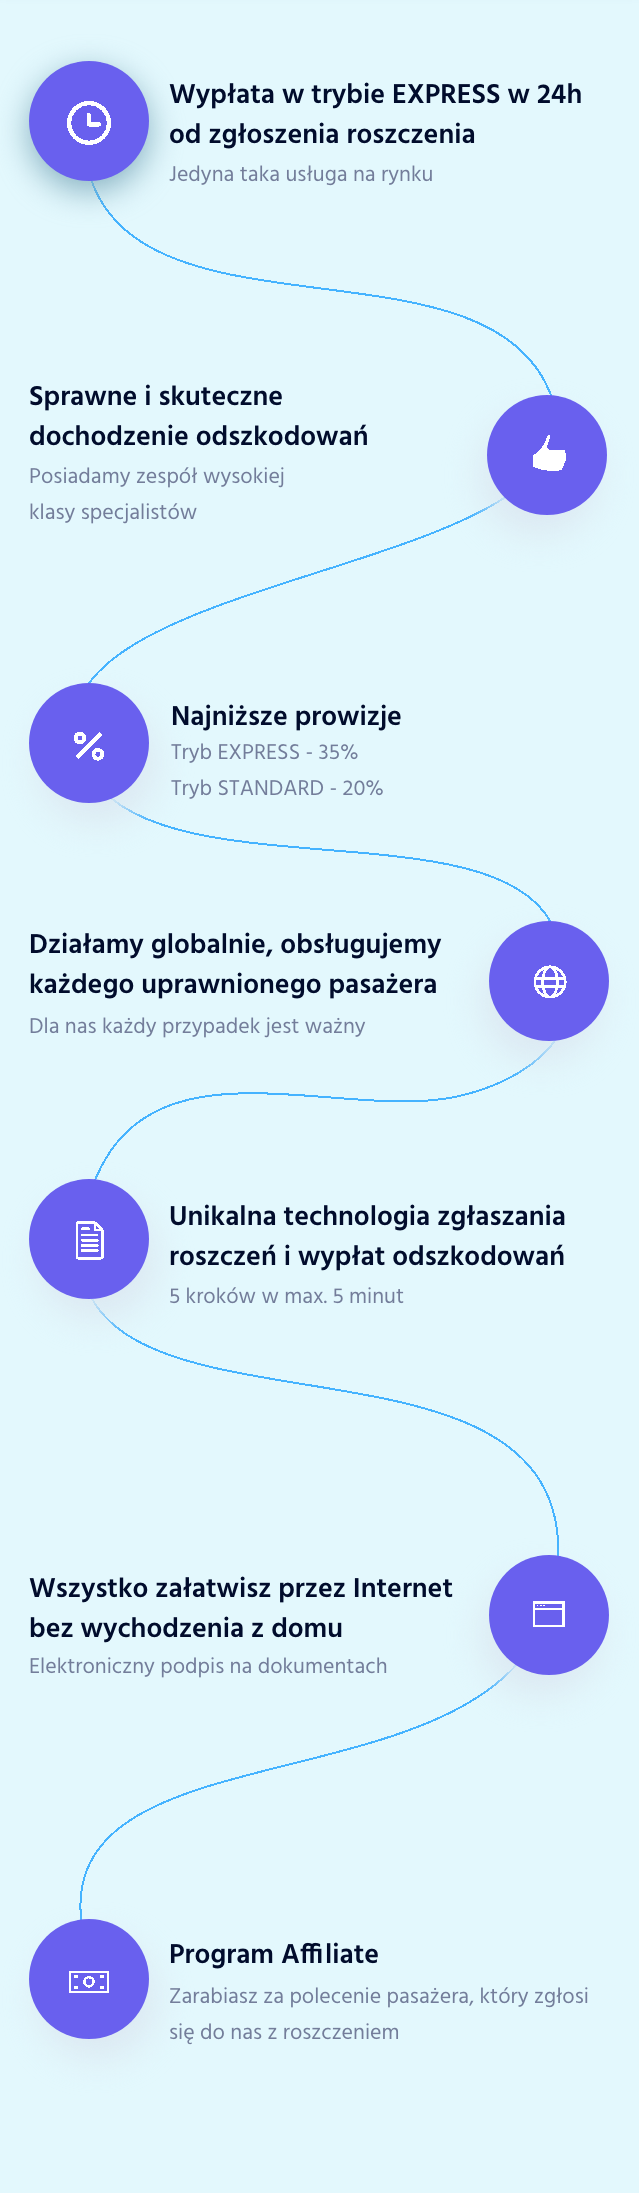 Wypłata w trybie EXPRESS w 24h
od zgłoszenia roszczenia
Jedyna taka usługa na rynku
Sprawne i skuteczne
dochodzenie odszkodowań
Posiadamy zespół wysokiej
klasy specjalistów
Najniższe prowizje
Tryb EXPRESS - 35%
Tryb STANDARD - 20%
Działamy globalnie, obsługujemy
każdego uprawnionego pasażera
Dla nas każdy przypadek jest ważny
Unikalna technologia zgłaszania
roszczeń i wypłat odszkodowań
5 kroków w max. 5 minut
Wszystko załatwisz przez Internet
bez wychodzenia z domu
Elektroniczny podpis na dokumentach
Program Affiliate
Zarabiasz za polecenie pasażera, który zgłosi
się do nas z roszczeniem